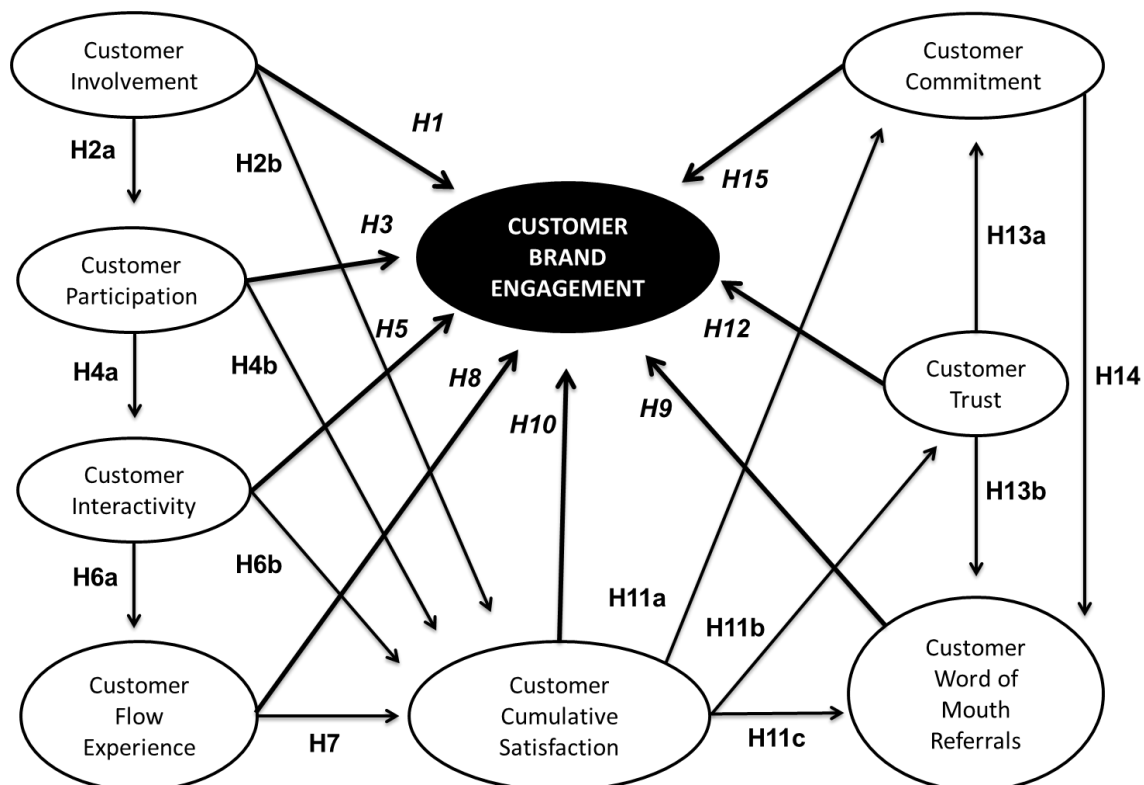 Customer
Involvement
Customer
Commitment
H1
H2a
H2b
H15
CUSTOMER
BRAND
ENGAGEMENT
H3
H13a
Customer
Participation
H5
H12
H4a
H4b
H8
H10
H9
Customer
Trust
H14
Customer
Interactivity
H13b
H6a
H6b
H11a
H11b
Customer
Flow
Experience
H7
Customer
Cumulative
Satisfaction
H11c
Customer
Word of
Mouth
Referrals